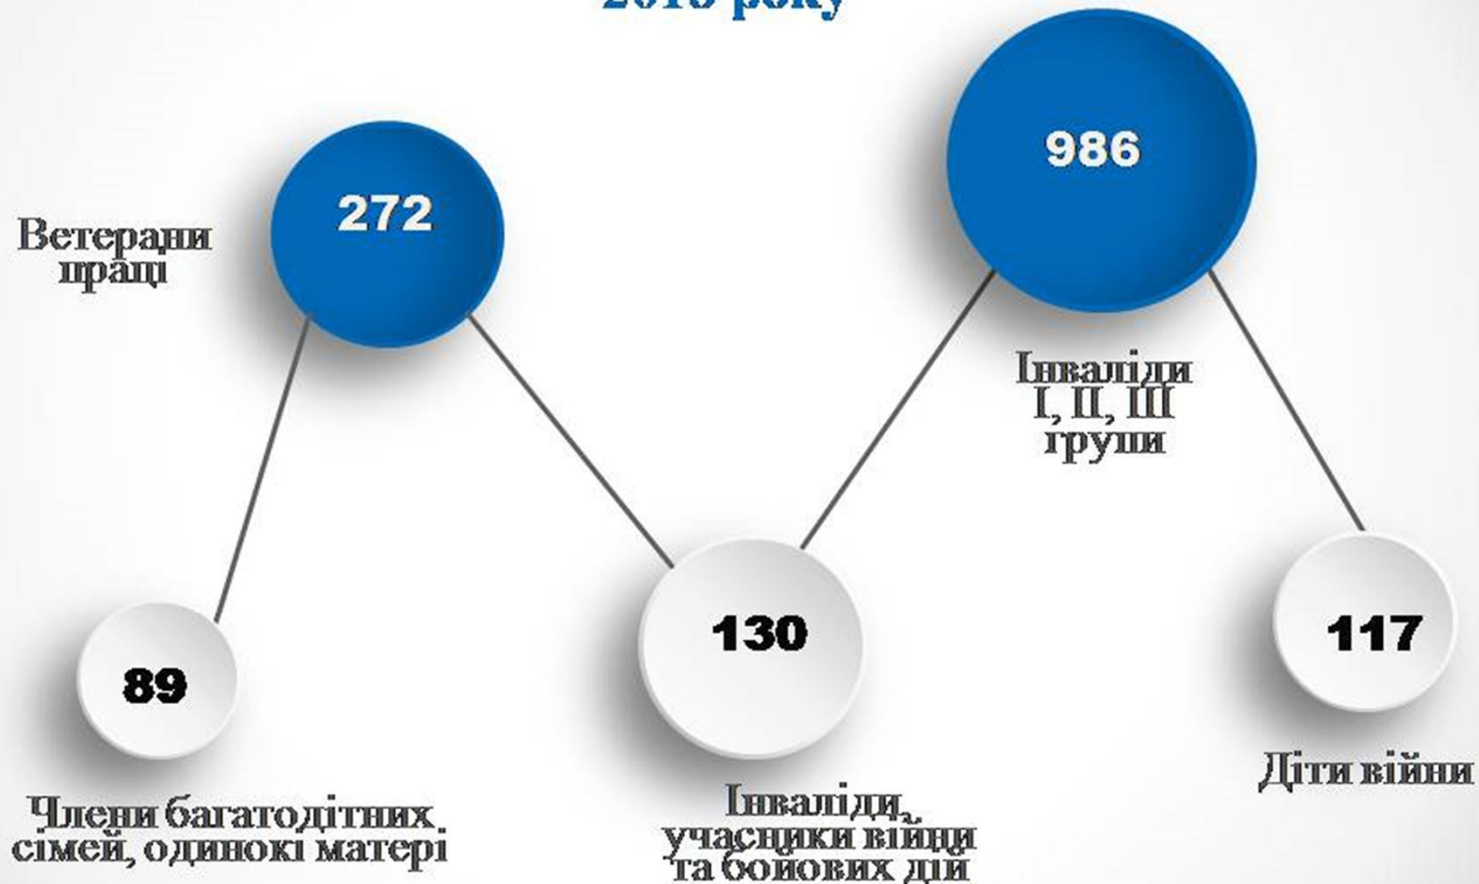 року
272
Ветерани
праці
986
Інваліди
І, ІІ, ІІІ
групи
89
Члени багатодітних
сімей, одинокі матері
130
Інваліди,
учасники війни
та бойових дій
117
Діти війни